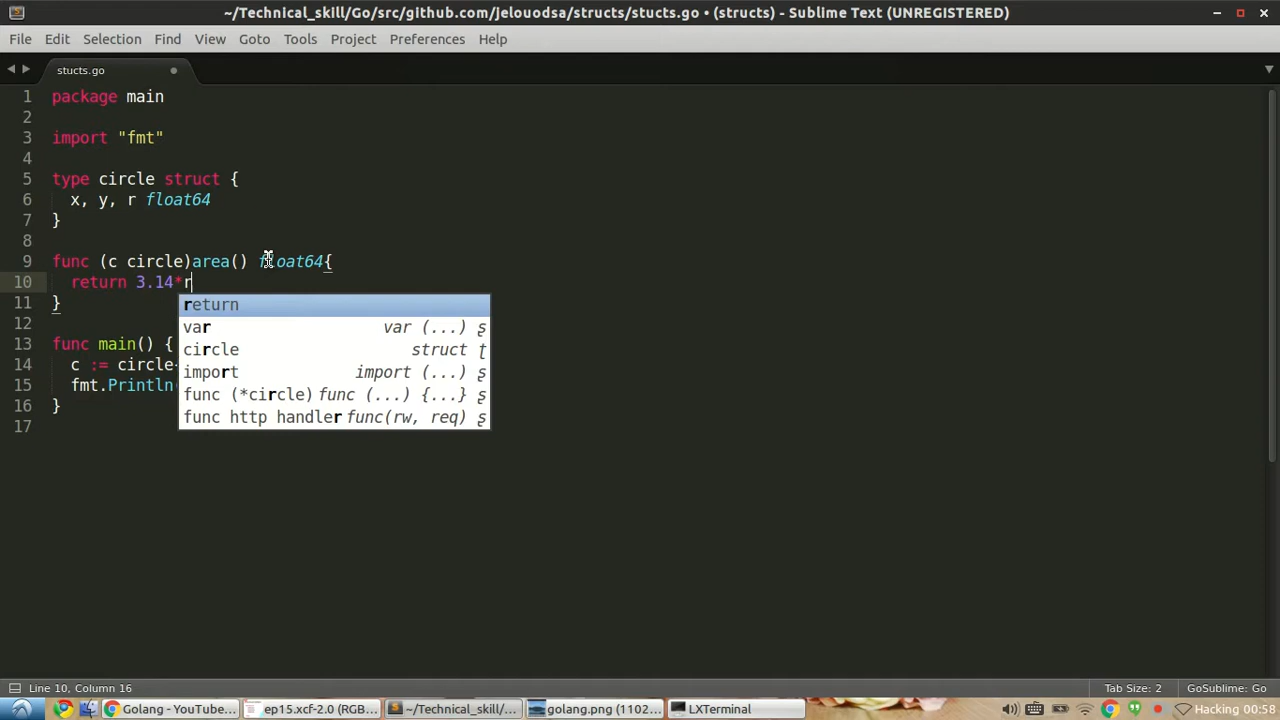 ~/Technical_skill/Go/src/github.com/jelouodsa/structs/stucts.go • (structs) - Sublime Text (UNREGISTERED)
File Edit Selection Find View Goto Tools Project Preferences Help
stucts.go
1 package main
2
3 import "fmt"
4
5 type circle struct {
6 x, y, r float64
7 }
8
9 func (c circle)area() float64{
10 return 3.14*r
11 }
12
13 func main() {
14 c := circle
15 fmt.Println
16 }
17
return
var var (...) ʂ
circle struct ʈ
import import (...) ʂ
func (*circle) func (...) {...} ʂ
func http handler func(rw, req) ʂ
Line 10, Column 16 Tab Size: 2 GoSublime: Go
Golang - YouTube... ep15.xcf-2.0 (RGB... ~/Technical_skill/... golang.png (1102... LXTerminal Hacking 00:58